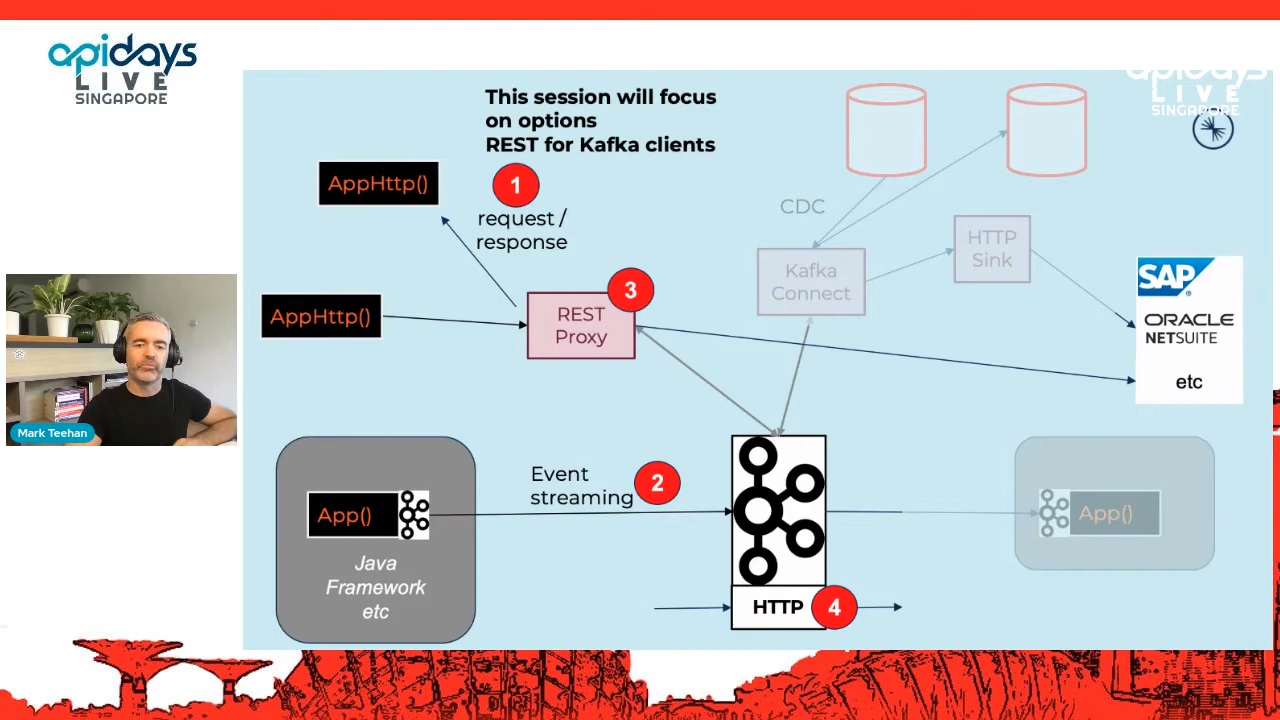 apidays
LIVE
SINGAPORE
apidays
LIVE
SINGAPORE
This session will focus
on options
REST for Kafka clients
AppHttp()
1
request /
response
CDC
HTTP
Sink
Kafka
Connect
SAP
®
ORACLE
NETSUITE
etc
AppHttp()
REST
Proxy
3
Mark Teehan
Event
streaming
2
App()
Java
Framework
etc
App()
HTTP
4